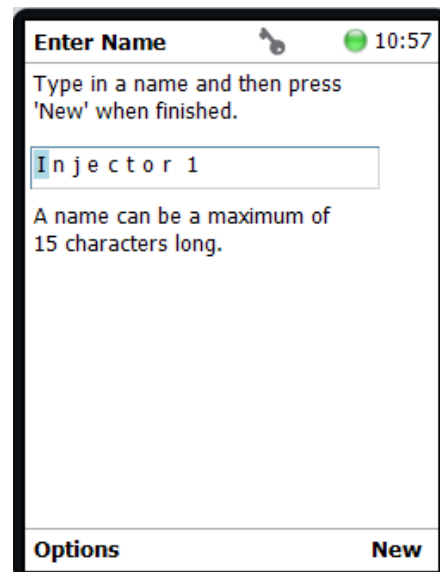 Enter Name 10:57
Type in a name and then press
'New' when finished.
Injector 1
A name can be a maximum of
15 characters long.
Options New